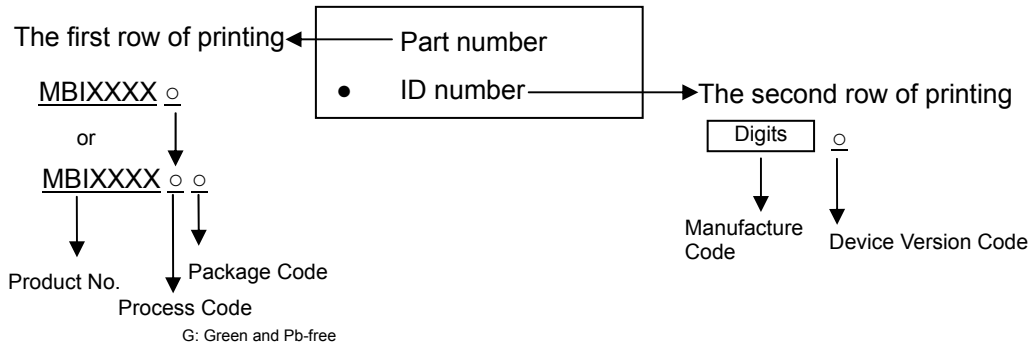 The first row of printing
Part number
● ID number
The second row of printing
MBIXXXX ○
or
MBIXXXX ○ ○
Digits ○
Manufacture
Code
Device Version Code
Product No.
Package Code
Process Code
G: Green and Pb-free